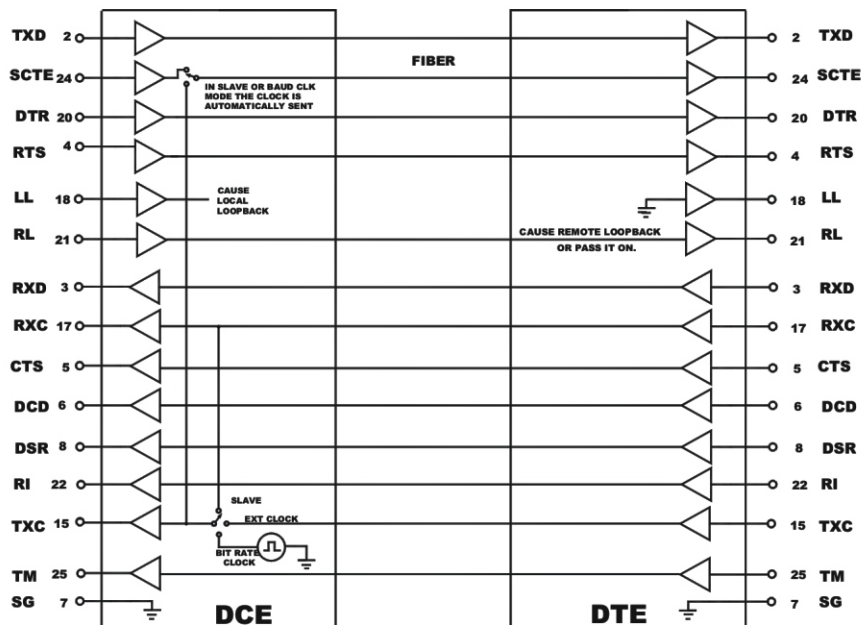 TXD 2 2 TXD
FIBER
SCTE 24 24 SCTE
IN SLAVE OR BAUD CLK
MODE THE CLOCK IS
AUTOMATICALLY SENT
DTR 20 20 DTR
RTS 4 4 RTS
LL 18 18 LL
CAUSE
LOCAL
LOOPBACK
RL 21 21 RL
CAUSE REMOTE LOOPBACK
OR PASS IT ON.
RXD 3 3 RXD
RXC 17 17 RXC
CTS 5 5 CTS
DCD 6 6 DCD
DSR 8 8 DSR
RI 22 22 RI
SLAVE
TXC 15 15 TXC
EXT CLOCK
BIT RATE
CLOCK
TM 25 25 TM
SG 7 7 SG
DCE DTE